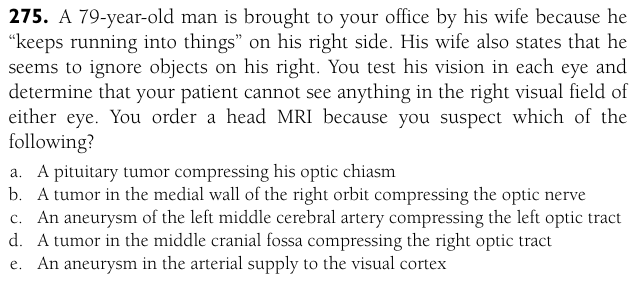 275. A 79-year-old man is brought to your office by his wife because he
“keeps running into things” on his right side. His wife also states that he
seems to ignore objects on his right. You test his vision in each eye and
determine that your patient cannot see anything in the right visual field of
either eye. You order a head MRI because you suspect which of the
following?
a. A pituitary tumor compressing his optic chiasm
b. A tumor in the medial wall of the right orbit compressing the optic nerve
c. An aneurysm of the left middle cerebral artery compressing the left optic tract
d. A tumor in the middle cranial fossa compressing the right optic tract
e. An aneurysm in the arterial supply to the visual cortex